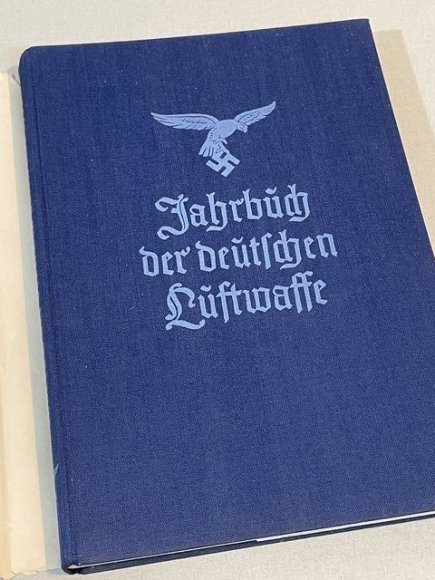 Jahrbuch
der deutſchen
Luftwaffe